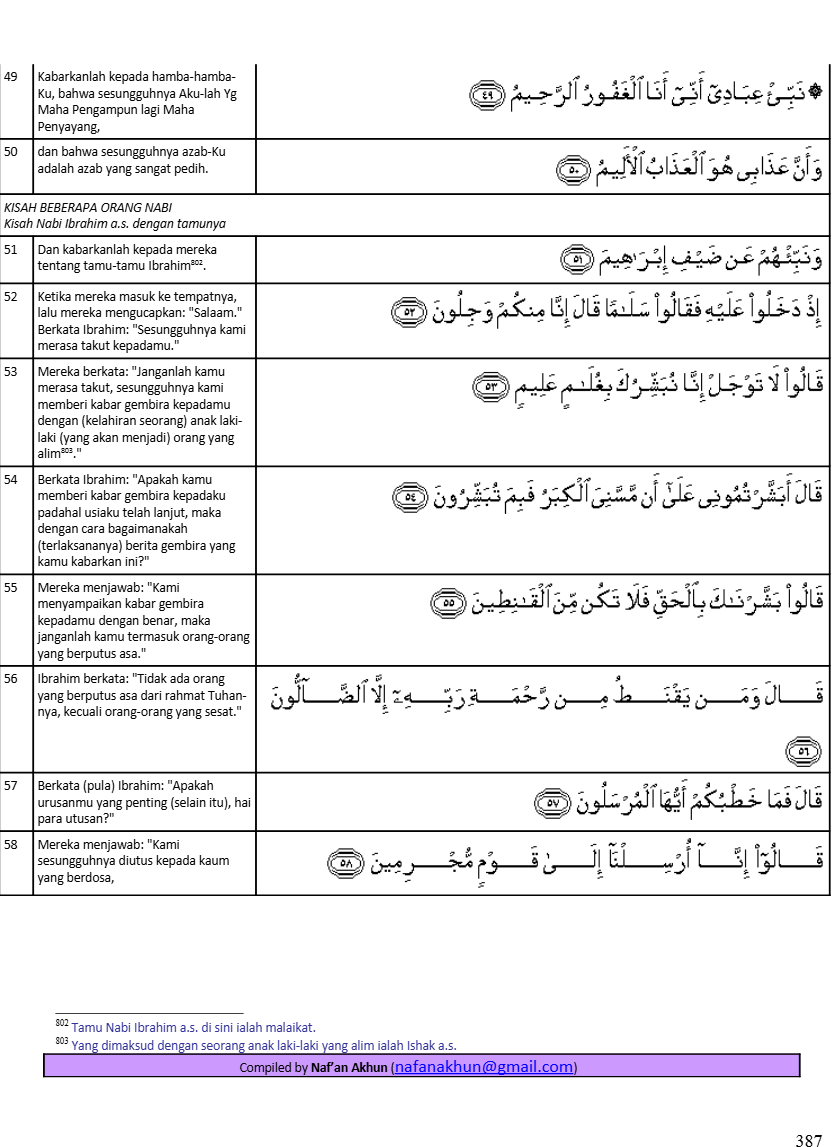 49
Kabarkanlah kepada hamba-hamba-
Ku, bahwa sesungguhnya Aku-lah Yg
Maha Pengampun lagi Maha
Penyayang,
۞ نَبِّئْ عِبَادِىٓ أَنِّىٓ أَنَا ٱلْغَفُورُ ٱلرَّحِيمُ ﴿٤٩﴾
50
dan bahwa sesungguhnya azab-Ku
adalah azab yang sangat pedih.
وَأَنَّ عَذَابِى هُوَ ٱلْعَذَابُ ٱلْأَلِيمُ ﴿٥٠﴾
KISAH BEBERAPA ORANG NABI
Kisah Nabi Ibrahim a.s. dengan tamunya
51
Dan kabarkanlah kepada mereka
tentang tamu-tamu Ibrahim802.
وَنَبِّئْهُمْ عَن ضَيْفِ إِبْرَٰهِيمَ ﴿٥١﴾
52
Ketika mereka masuk ke tempatnya,
lalu mereka mengucapkan: "Salaam."
Berkata Ibrahim: "Sesungguhnya kami
merasa takut kepadamu."
إِذْ دَخَلُوا۟ عَلَيْهِ فَقَالُوا۟ سَلَٰمًا قَالَ إِنَّا مِنكُمْ وَجِلُونَ ﴿٥٢﴾
53
Mereka berkata: "Janganlah kamu
merasa takut, sesungguhnya kami
memberi kabar gembira kepadamu
dengan (kelahiran seorang) anak laki-
laki (yang akan menjadi) orang yang
alim803."
قَالُوا۟ لَا تَوْجَلْ إِنَّا نُبَشِّرُكَ بِغُلَٰمٍ عَلِيمٍ ﴿٥٣﴾
54
Berkata Ibrahim: "Apakah kamu
memberi kabar gembira kepadaku
padahal usiaku telah lanjut, maka
dengan cara bagaimanakah
(terlaksananya) berita gembira yang
kamu kabarkan ini?"
قَالَ أَبَشَّرْتُمُونِى عَلَىٰٓ أَن مَّسَّنِىَ ٱلْكِبَرُ فَبِمَ تُبَشِّرُونَ ﴿٥٤﴾
55
Mereka menjawab: "Kami
menyampaikan kabar gembira
kepadamu dengan benar, maka
janganlah kamu termasuk orang-orang
yang berputus asa."
قَالُوا۟ بَشَّرْنَٰكَ بِٱلْحَقِّ فَلَا تَكُن مِّنَ ٱلْقَٰنِطِينَ ﴿٥٥﴾
56
Ibrahim berkata: "Tidak ada orang
yang berputus asa dari rahmat Tuhan-
nya, kecuali orang-orang yang sesat."
قَالَ وَمَن يَقْنَطُ مِن رَّحْمَةِ رَبِّهِۦٓ إِلَّا ٱلضَّآلُّونَ
﴿٥٦﴾
57
Berkata (pula) Ibrahim: "Apakah
urusanmu yang penting (selain itu), hai
para utusan?"
قَالَ فَمَا خَطْبُكُمْ أَيُّهَا ٱلْمُرْسَلُونَ ﴿٥٧﴾
58
Mereka menjawab: "Kami
sesungguhnya diutus kepada kaum
yang berdosa,
قَالُوٓا۟ إِنَّآ أُرْسِلْنَآ إِلَىٰ قَوْمٍ مُّجْرِمِينَ ﴿٥٨﴾
802 Tamu Nabi Ibrahim a.s. di sini ialah malaikat.
803 Yang dimaksud dengan seorang anak laki-laki yang alim ialah Ishak a.s.
Compiled by Naf'an Akhun (nafanakhun@gmail.com)
387